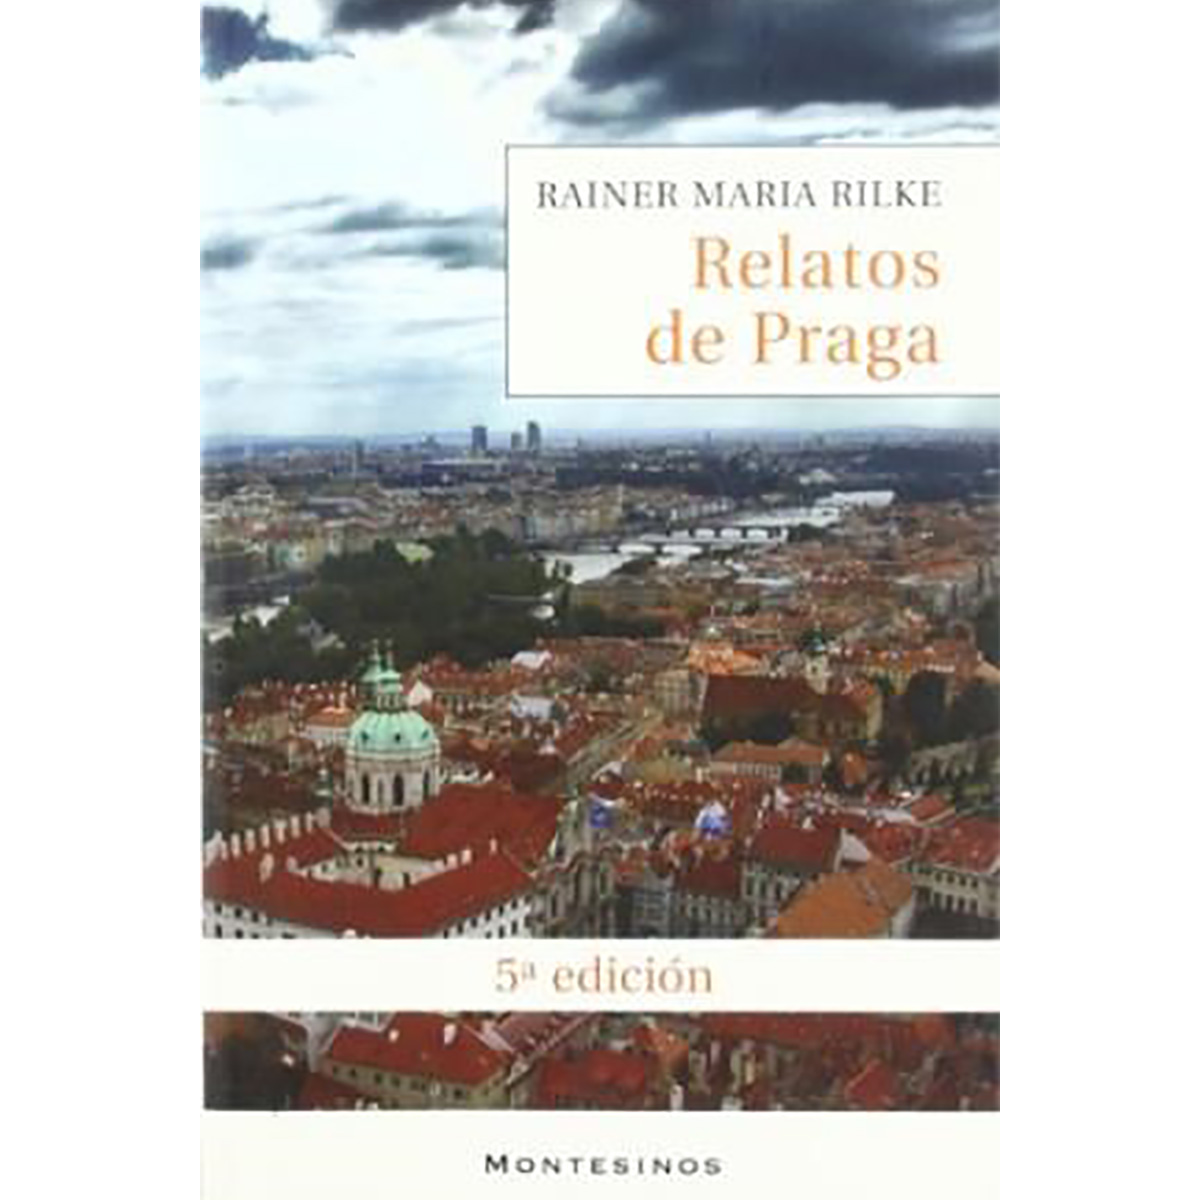 RAINER MARIA RILKE
Relatos
de Praga
5ª edición
MONTESINOS